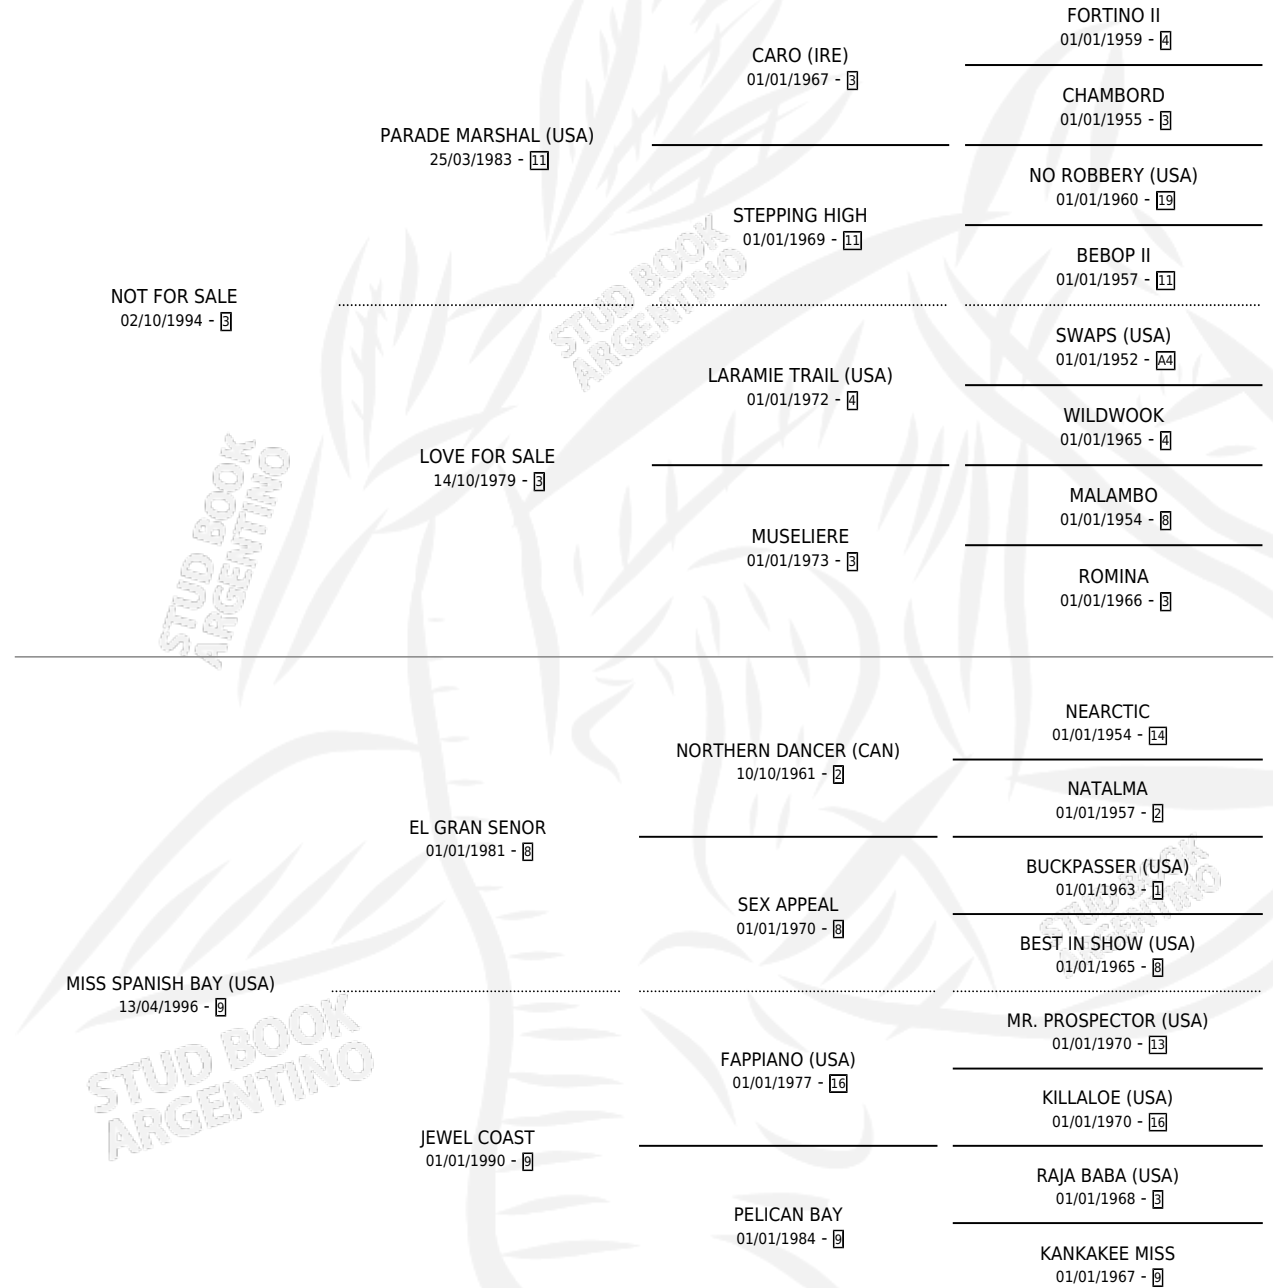 FORTINO II
01/01/1959 - 4
CARO (IRE)
01/01/1967 - 3
CHAMBORD
01/01/1955 - 3
PARADE MARSHAL (USA)
25/03/1983 - 11
NO ROBBERY (USA)
01/01/1960 - 19
STEPPING HIGH
01/01/1969 - 11
BEBOP II
01/01/1957 - 11
NOT FOR SALE
02/10/1994 - 3
SWAPS (USA)
01/01/1952 - A4
LARAMIE TRAIL (USA)
01/01/1972 - 4
WILDWOOK
01/01/1965 - 4
LOVE FOR SALE
14/10/1979 - 3
MALAMBO
01/01/1954 - 8
MUSELIERE
01/01/1973 - 3
ROMINA
01/01/1966 - 3
STUD BOOK
ARGENTINO
STUD BOOK
ARGENTINO
NEARCTIC
01/01/1954 - 14
NORTHERN DANCER (CAN)
10/10/1961 - 2
NATALMA
01/01/1957 - 2
EL GRAN SENOR
01/01/1981 - 8
BUCKPASSER (USA)
01/01/1963 - 1
SEX APPEAL
01/01/1970 - 8
BEST IN SHOW (USA)
01/01/1965 - 8
STUD BOOK
ARGENTINO
MISS SPANISH BAY (USA)
13/04/1996 - 9
MR. PROSPECTOR (USA)
01/01/1970 - 13
FAPPIANO (USA)
01/01/1977 - 16
KILLALOE (USA)
01/01/1970 - 16
JEWEL COAST
01/01/1990 - 9
RAJA BABA (USA)
01/01/1968 - 3
PELICAN BAY
01/01/1984 - 9
KANKAKEE MISS
01/01/1967 - 9
STUD BOOK
ARGENTINO